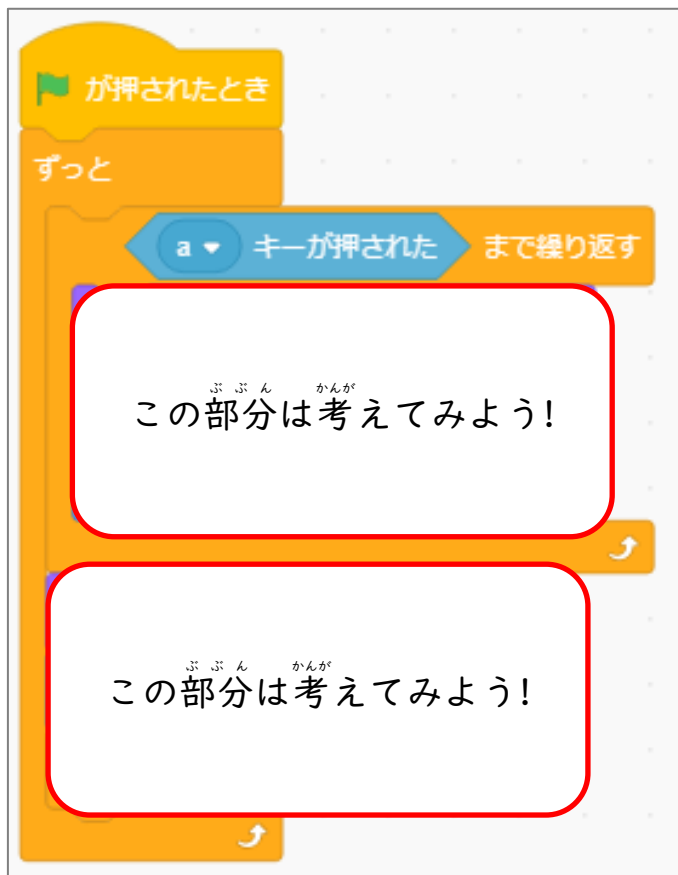 が押されたとき
ずっと
a キーが押された まで繰り返す
この部分は考えてみよう!
ぶぶん かんが
この部分は考えてみよう!
ぶぶん かんが